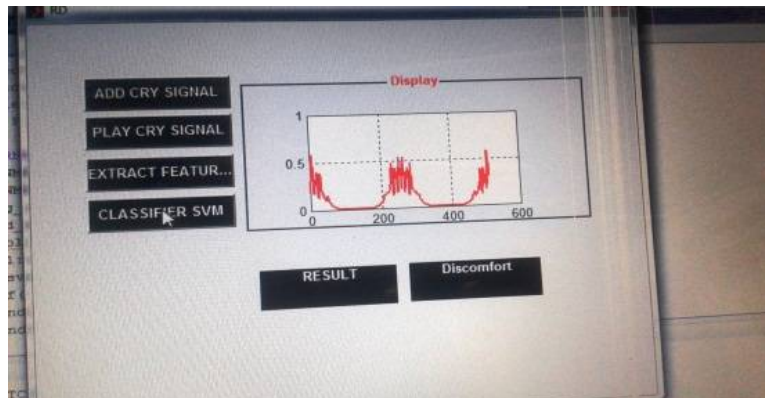 RD
ADD CRY SIGNAL
PLAY CRY SIGNAL
EXTRACT FEATUR...
CLASSIFIER SVM
Display
1
0.5
0
0 200 400 600
RESULT
Discomfort